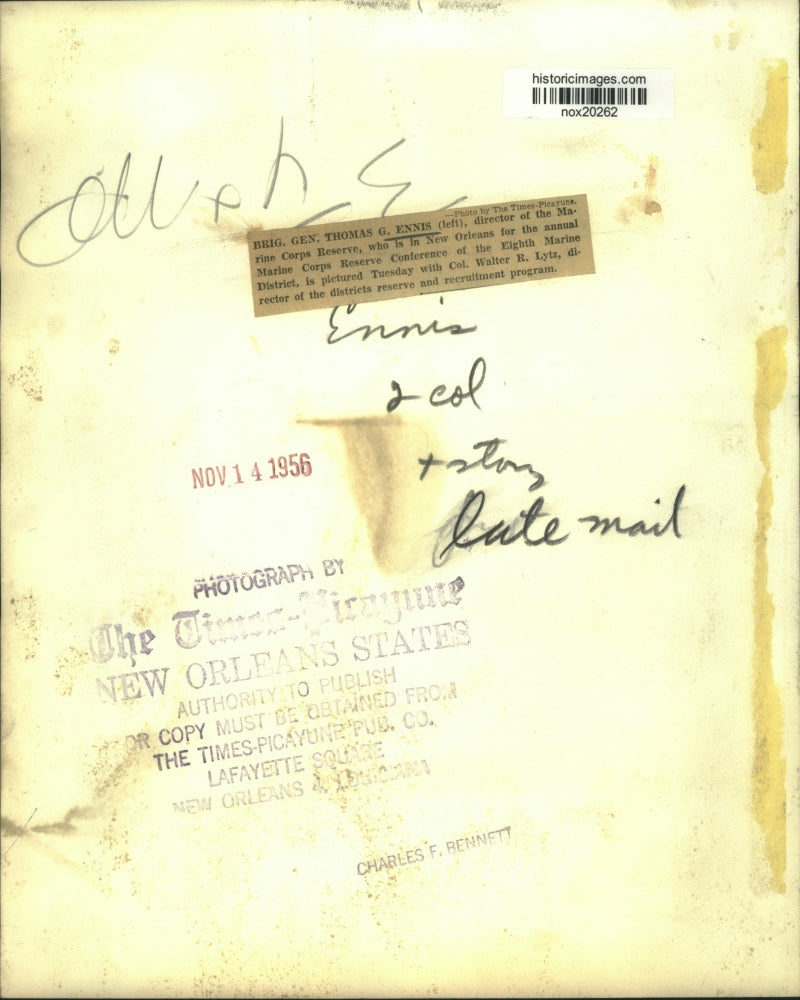 historicimages.com
nox20262
—Photo by The Times-Picayune.
BRIG. GEN. THOMAS G. ENNIS (left), director of the Ma-
rine Corps Reserve, who is in New Orleans for the annual
Marine Corps Reserve Conference of the Eighth Marine
District, is pictured Tuesday with Col. Walter R. Lytz, di-
rector of the districts reserve and recruitment program.
Ennis
2 col
+ story
late mail
NOV 14 1956
PHOTOGRAPH BY
The Times-Picayune
NEW ORLEANS STATES
AUTHORITY TO PUBLISH
OR COPY MUST BE OBTAINED FROM
THE TIMES-PICAYUNE PUB. CO.
LAFAYETTE SQUARE
NEW ORLEANS 4, LOUISIANA
CHARLES F. BENNETT